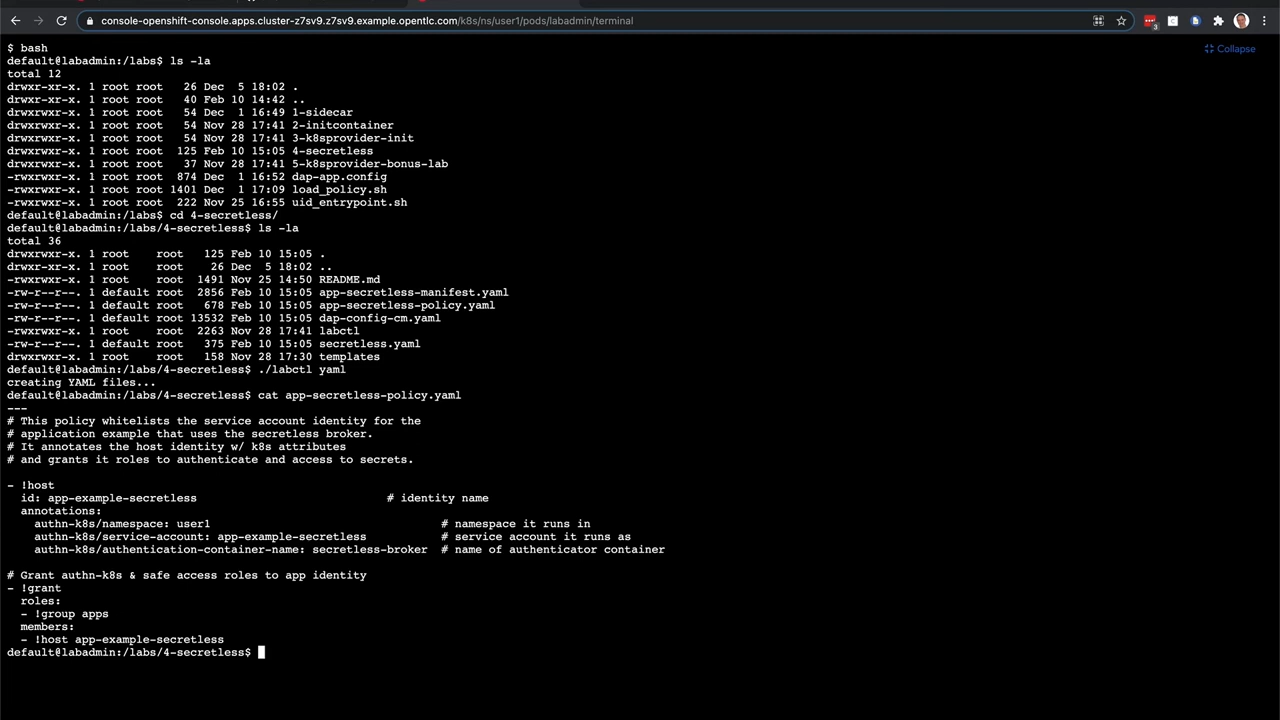 console-openshift-console.apps.cluster-z7sv9.z7sv9.example.opentlc.com/k8s/ns/user1/pods/labadmin/terminal
3
Collapse
$ bash
default@labadmin:/labs$ ls -la
total 12
drwxr-xr-x. 1 root root   26 Dec  5 18:02 .
drwxr-xr-x. 1 root root   40 Feb 10 14:42 ..
drwxrwxr-x. 1 root root   54 Dec  1 16:49 1-sidecar
drwxrwxr-x. 1 root root   54 Nov 28 17:41 2-initcontainer
drwxrwxr-x. 1 root root   54 Nov 28 17:41 3-k8sprovider-init
drwxrwxr-x. 1 root root  125 Feb 10 15:05 4-secretless
drwxrwxr-x. 1 root root   37 Nov 28 17:41 5-k8sprovider-bonus-lab
-rwxrwxr-x. 1 root root  874 Dec  1 16:52 dap-app.config
-rwxrwxr-x. 1 root root 1401 Dec  1 17:09 load_policy.sh
-rwxrwxr-x. 1 root root  222 Nov 25 16:55 uid_entrypoint.sh
default@labadmin:/labs$ cd 4-secretless/
default@labadmin:/labs/4-secretless$ ls -la
total 36
drwxrwxr-x. 1 root    root   125 Feb 10 15:05 .
drwxr-xr-x. 1 root    root    26 Dec  5 18:02 ..
-rwxrwxr-x. 1 root    root  1491 Nov 25 14:50 README.md
-rw-r--r--. 1 default root  2856 Feb 10 15:05 app-secretless-manifest.yaml
-rw-r--r--. 1 default root   678 Feb 10 15:05 app-secretless-policy.yaml
-rw-r--r--. 1 default root 13532 Feb 10 15:05 dap-config-cm.yaml
-rwxrwxr-x. 1 root    root  2263 Nov 28 17:41 labctl
-rw-r--r--. 1 default root   375 Feb 10 15:05 secretless.yaml
drwxrwxr-x. 1 root    root   158 Nov 28 17:30 templates
default@labadmin:/labs/4-secretless$ ./labctl yaml
creating YAML files...
default@labadmin:/labs/4-secretless$ cat app-secretless-policy.yaml
---
# This policy whitelists the service account identity for the
# application example that uses the secretless broker.
# It annotates the host identity w/ k8s attributes
# and grants it roles to authenticate and access to secrets.
- !host
  id: app-example-secretless                            # identity name
  annotations:
    authn-k8s/namespace: user1                                  # namespace it runs in
    authn-k8s/service-account: app-example-secretless           # service account it runs as
    authn-k8s/authentication-container-name: secretless-broker  # name of authenticator container
# Grant authn-k8s & safe access roles to app identity
- !grant
  roles:
  - !group apps
  members:
  - !host app-example-secretless
default@labadmin:/labs/4-secretless$